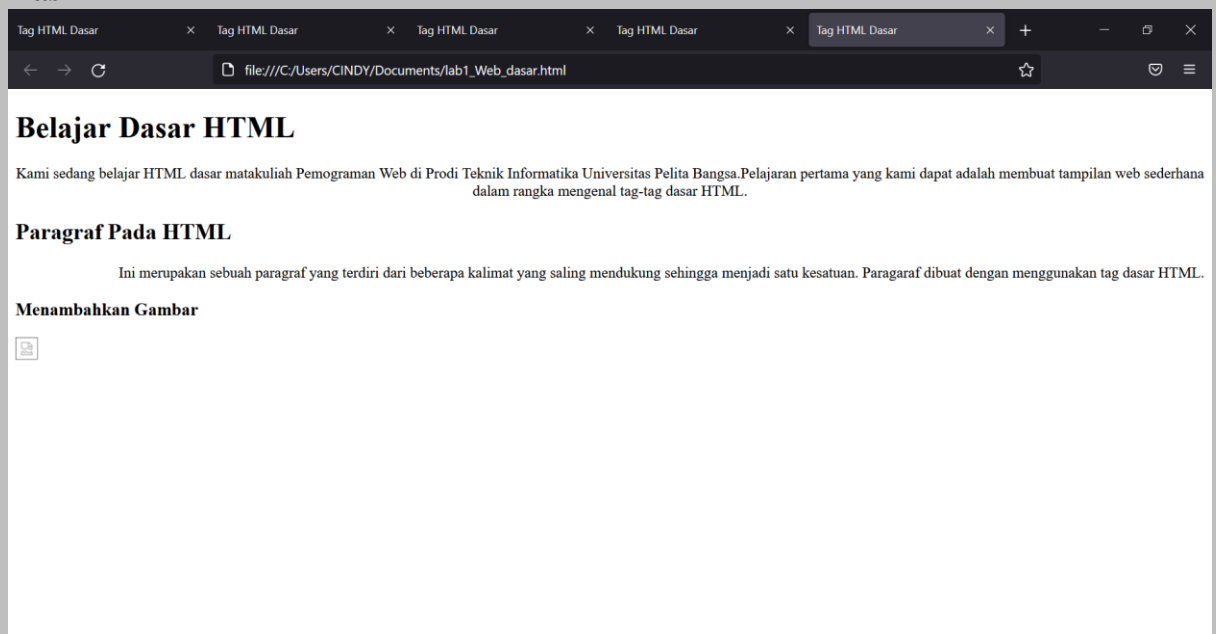 Tag HTML Dasar Tag HTML Dasar Tag HTML Dasar Tag HTML Dasar Tag HTML Dasar
file:///C:/Users/CINDY/Documents/lab1_Web_dasar.html
Belajar Dasar HTML
Kami sedang belajar HTML dasar matakuliah Pemograman Web di Prodi Teknik Informatika Universitas Pelita Bangsa.Pelajaran pertama yang kami dapat adalah membuat tampilan web sederhana
dalam rangka mengenal tag-tag dasar HTML.
Paragraf Pada HTML
Ini merupakan sebuah paragraf yang terdiri dari beberapa kalimat yang saling mendukung sehingga menjadi satu kesatuan. Paragaraf dibuat dengan menggunakan tag dasar HTML.
Menambahkan Gambar